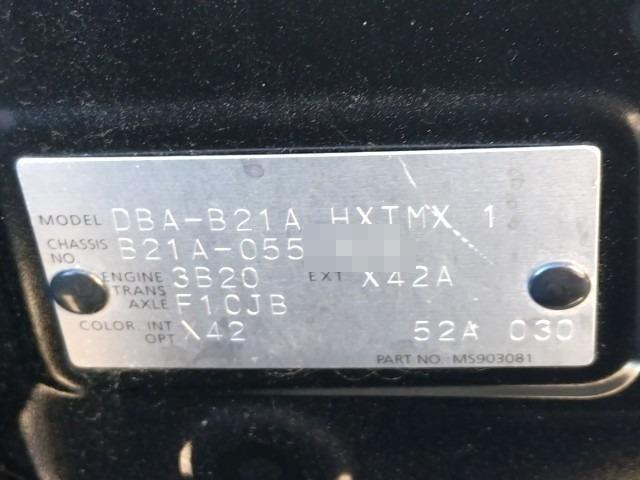 MODEL DBA-B21A HXTMX 1
CHASSIS NO. B21A-055
ENGINE 3B20 EXT X42A
TRANS AXLE F1CJB
COLOR, INT OPT X42 52A 030
PART NO.: MS903081